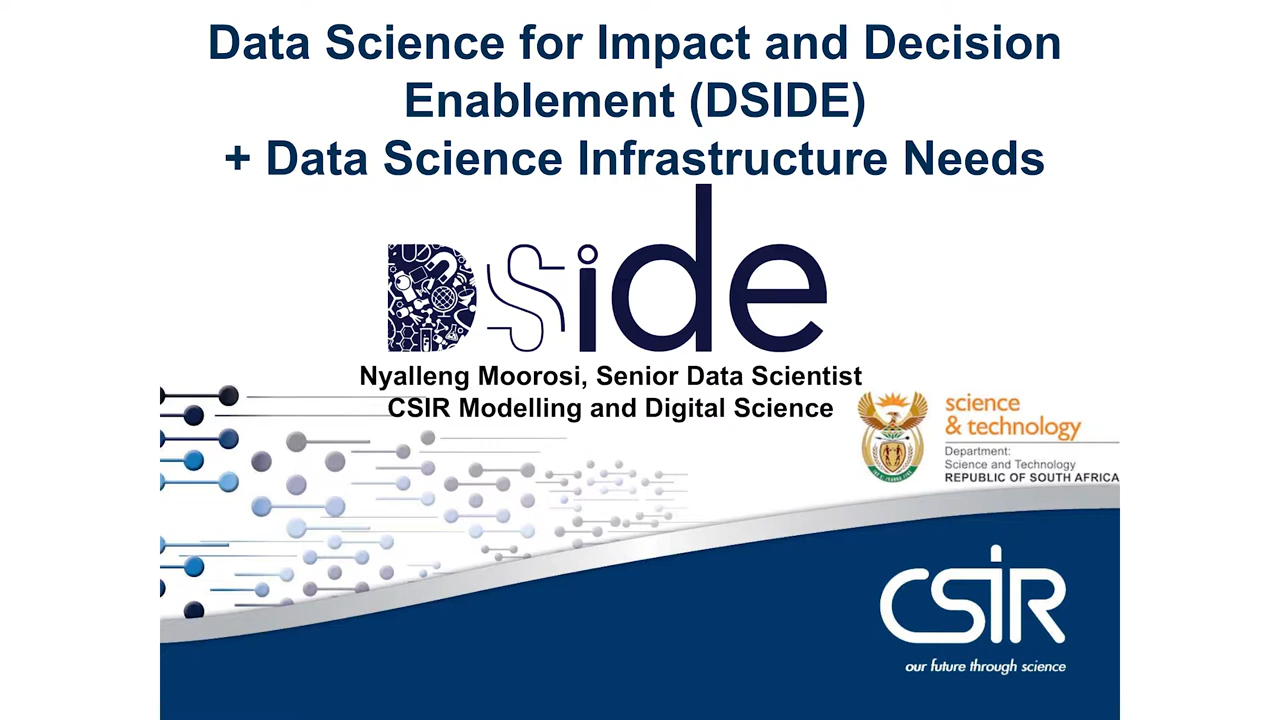 Data Science for Impact and Decision
Enablement (DSIDE)
+ Data Science Infrastructure Needs
DSide
Nyalleng Moorosi, Senior Data Scientist
CSIR Modelling and Digital Science
science
& technology
Department:
Science and Technology
REPUBLIC OF SOUTH AFRICA
CSIR
our future through science